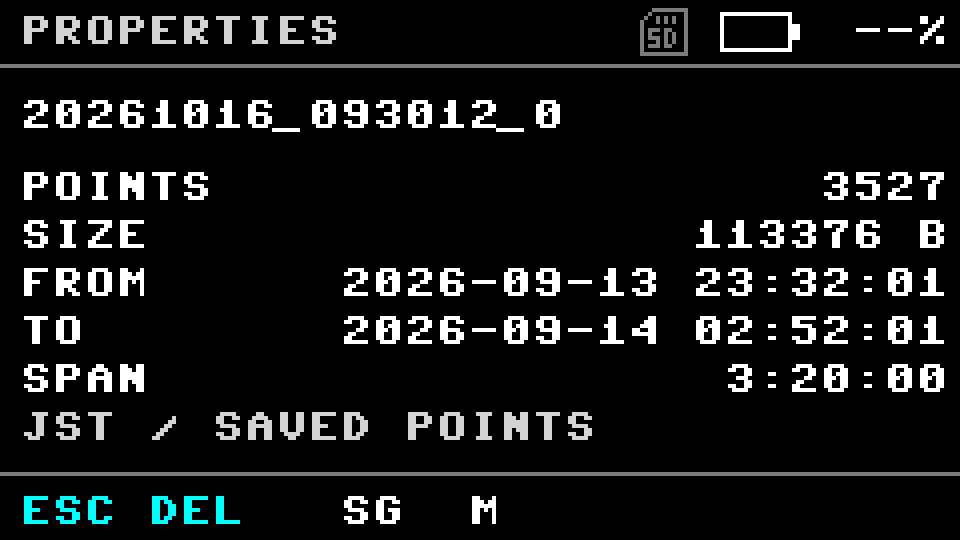 PROPERTIES SD --%
20261016_093012_0
POINTS 3527
SIZE 113376 B
FROM 2026-09-13 23:32:01
TO 2026-09-14 02:52:01
SPAN 3:20:00
JST / SAVED POINTS
ESC DEL SG M